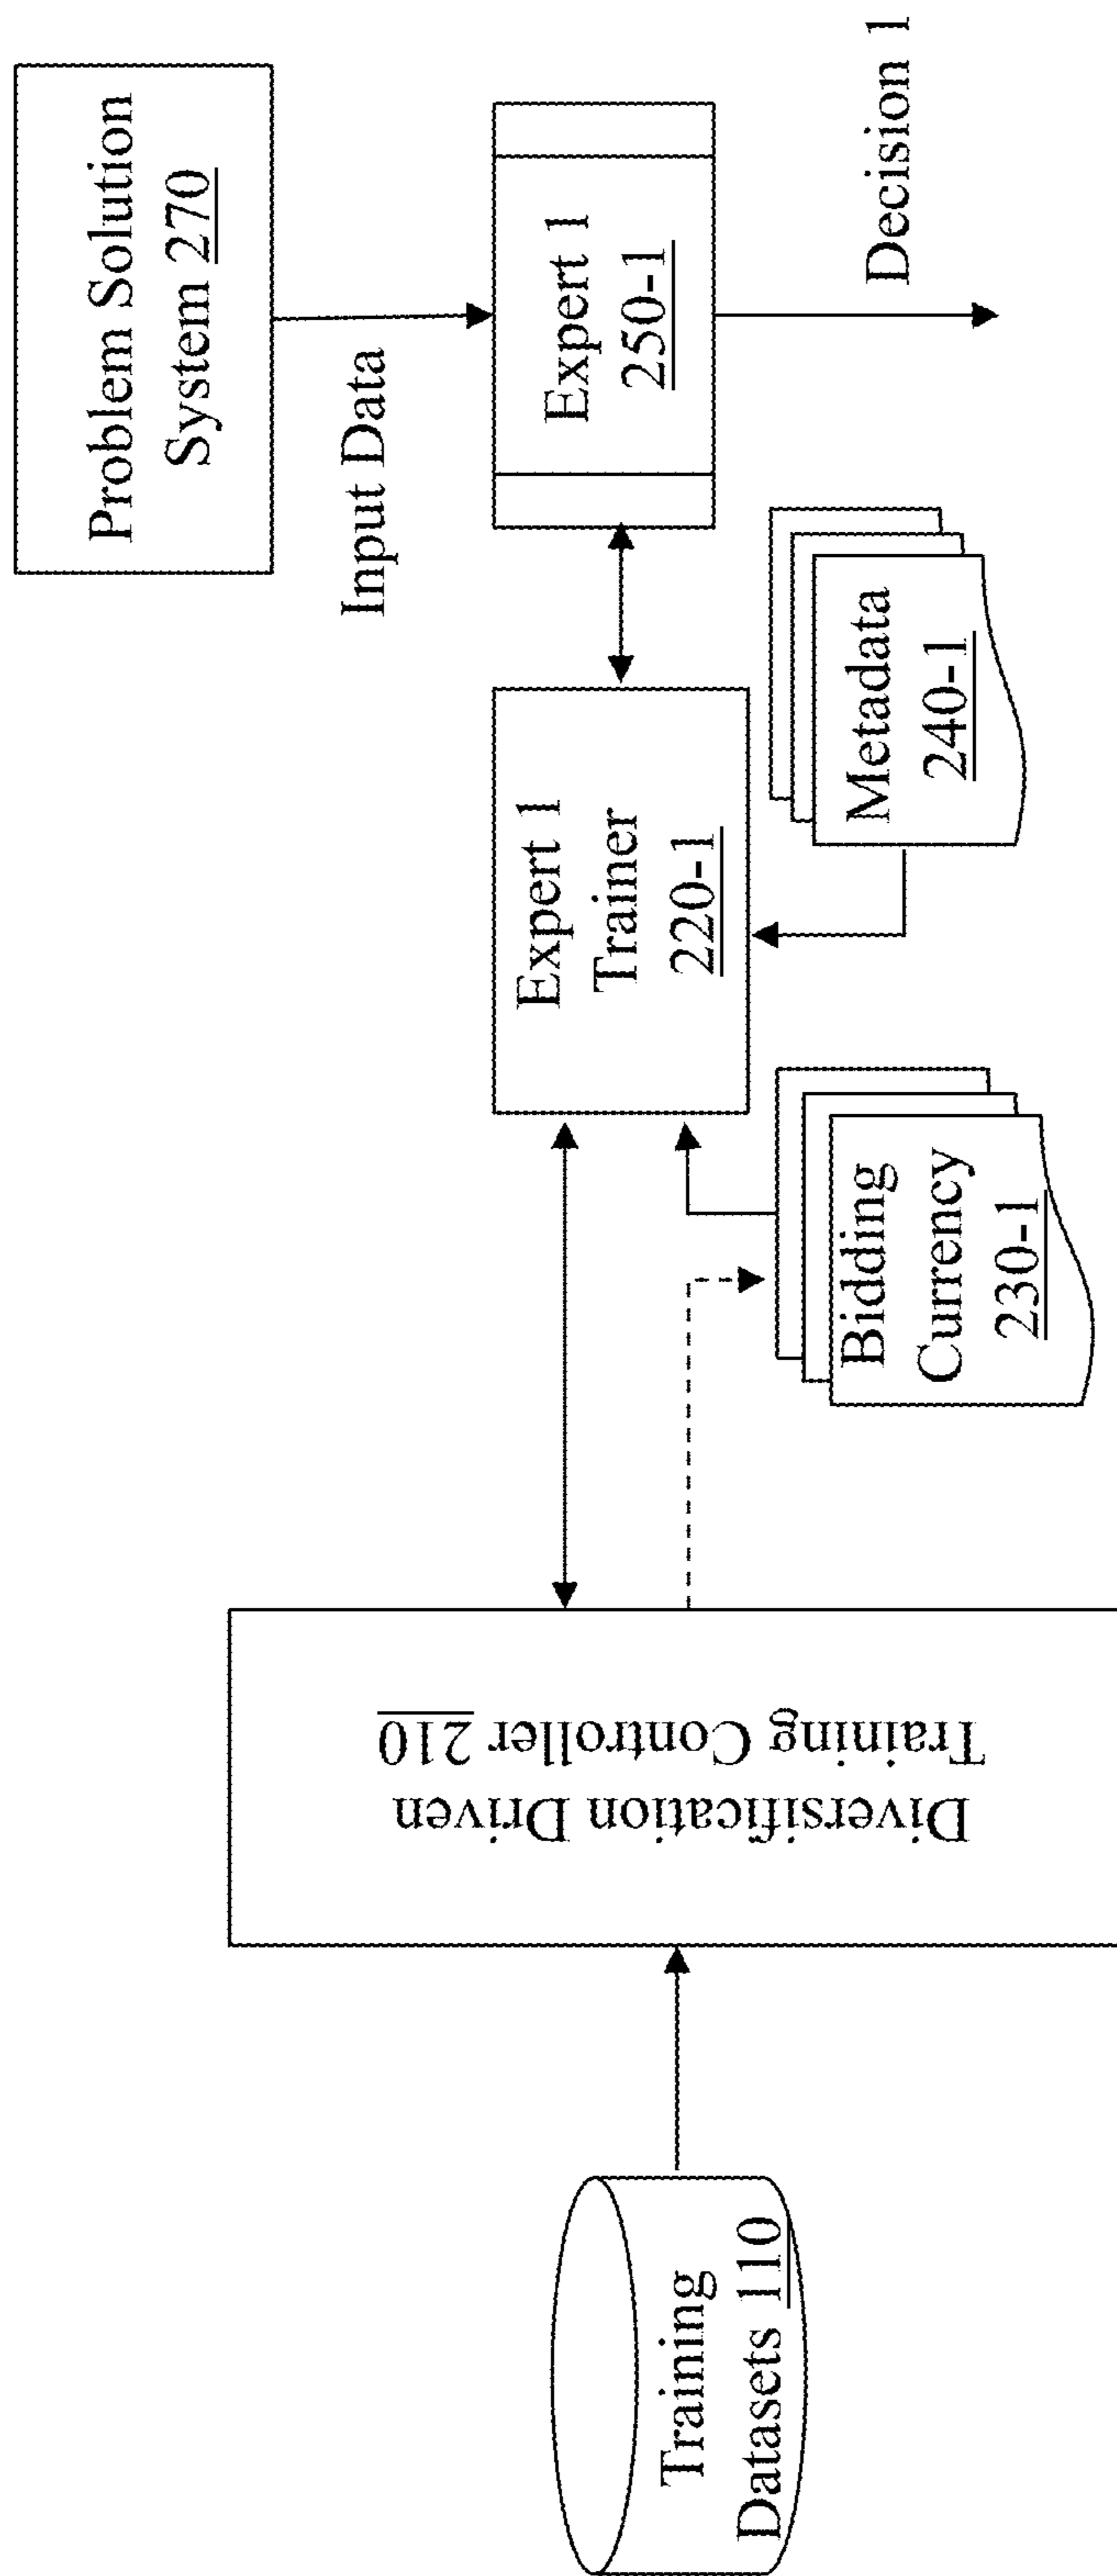 Problem Solution
System 270
Input Data
Expert 1
250-1
Decision 1
Expert 1
Trainer
220-1
Metadata
240-1
Bidding
Currency
230-1
Diversification Driven
Training Controller 210
Training
Datasets 110